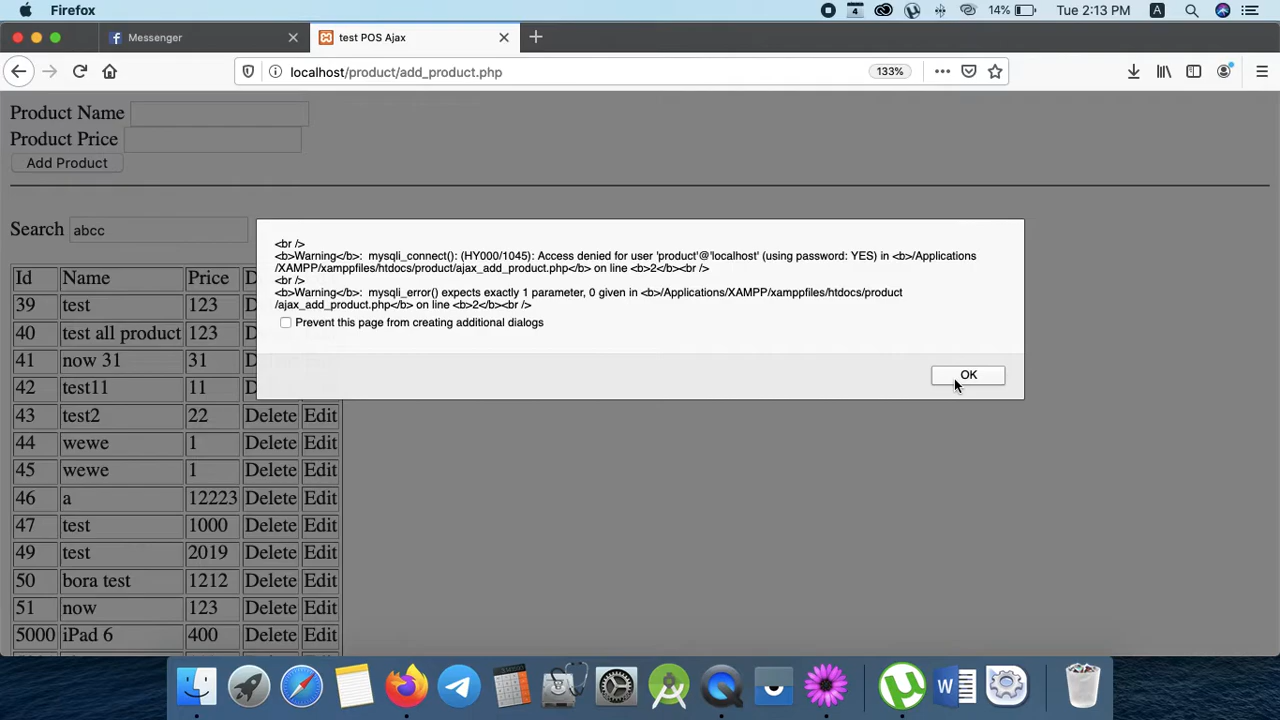 Firefox
4
14%
Tue 2:13 PM
A
Messenger
test POS Ajax
localhost/product/add_product.php
133%
Product Name
Product Price
Add Product
Search abcc
<br />
<b>Warning</b>:  mysqli_connect(): (HY000/1045): Access denied for user 'product'@'localhost' (using password: YES) in <b>/Applications
/XAMPP/xamppfiles/htdocs/product/ajax_add_product.php</b> on line <b>2</b><br />
<br />
<b>Warning</b>:  mysqli_error() expects exactly 1 parameter, 0 given in <b>/Applications/XAMPP/xamppfiles/htdocs/product
/ajax_add_product.php</b> on line <b>2</b><br />
Prevent this page from creating additional dialogs
OK
Id Name Price D
39 test 123 D
40 test all product 123 D
41 now 31 31 D
42 test11 11 D
43 test2 22 Delete Edit
44 wewe 1 Delete Edit
45 wewe 1 Delete Edit
46 a 12223 Delete Edit
47 test 1000 Delete Edit
49 test 2019 Delete Edit
50 bora test 1212 Delete Edit
51 now 123 Delete Edit
5000 iPad 6 400 Delete Edit